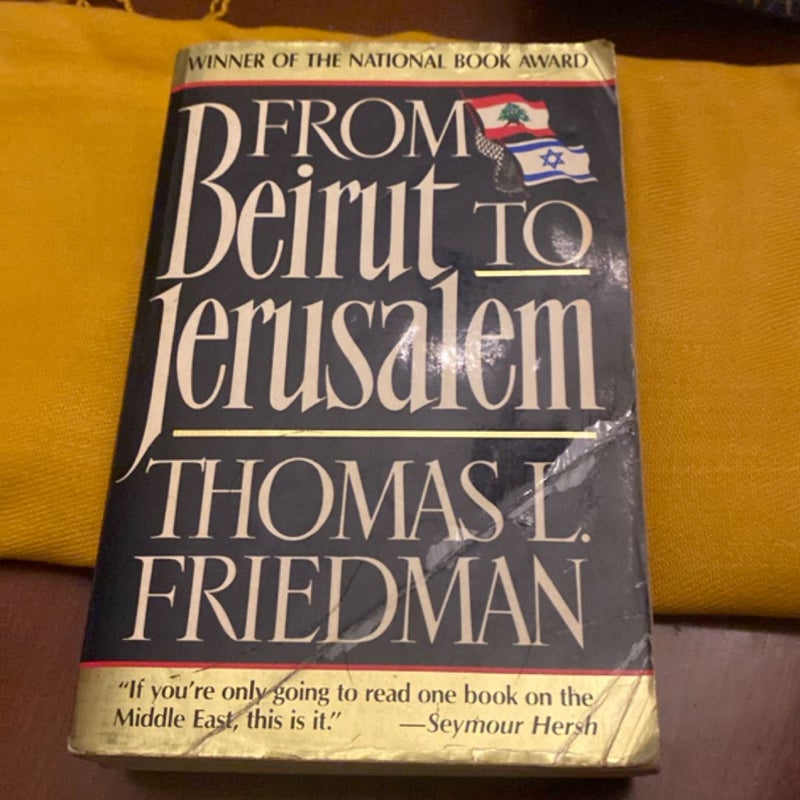 WINNER OF THE NATIONAL BOOK AWARD
FROM
Beirut TO
Jerusalem
THOMAS L.
FRIEDMAN
“If you’re only going to read one book on the
Middle East, this is it.” —Seymour Hersh